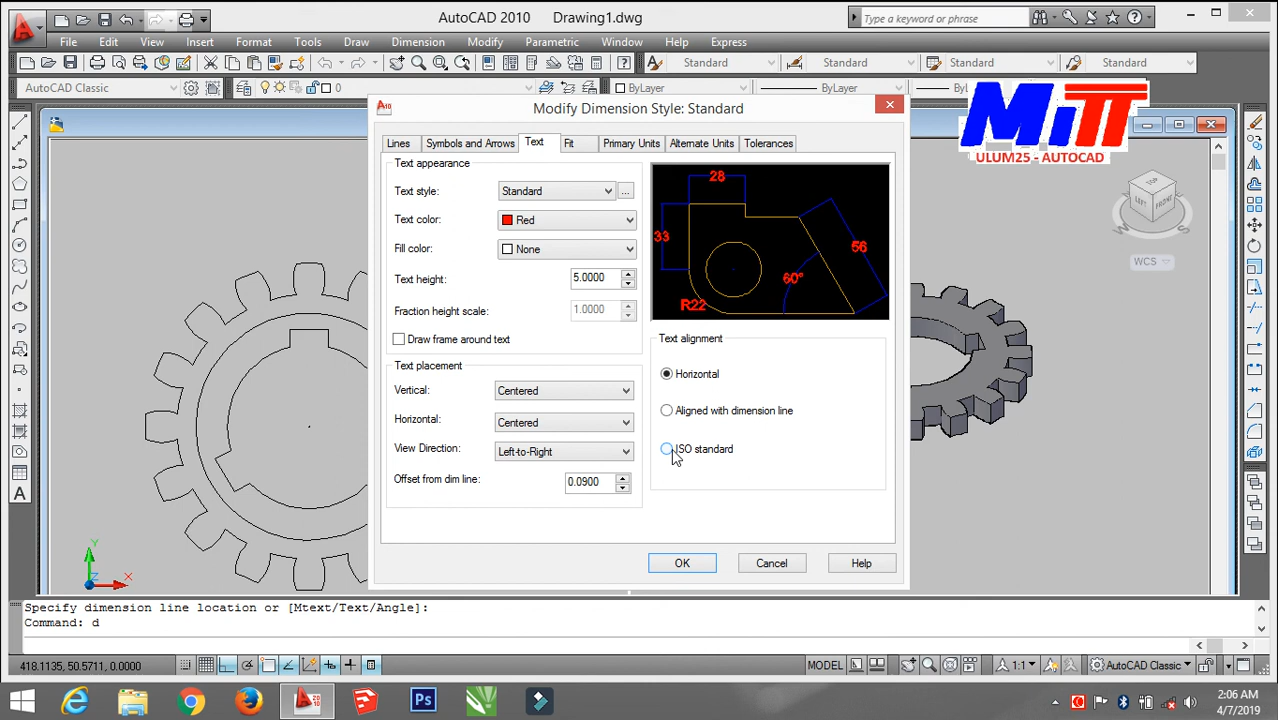 AutoCAD 2010 Drawing1.dwg
Type a keyword or phrase
File Edit View Insert Format Tools Draw Dimension Modify Parametric Window Help Express
Standard Standard Standard Standard
AutoCAD Classic 0 ByLayer ByLayer
MiTT
ULUM25 - AUTOCAD
Modify Dimension Style: Standard
Lines Symbols and Arrows Text Fit Primary Units Alternate Units Tolerances
Text appearance
Text style: Standard ...
Text color: Red
Fill color: None
Text height: 5.0000
Fraction height scale: 1.0000
Draw frame around text
28
33
56
60°
R22
Text placement
Vertical: Centered
Horizontal: Centered
View Direction: Left-to-Right
Offset from dim line: 0.0900
Text alignment
Horizontal
Aligned with dimension line
ISO standard
OK Cancel Help
TOP
LEFT FRONT
WCS
A
Y
Z X
Specify dimension line location or [Mtext/Text/Angle]:
Command: d
418.1135, 50.5711, 0.0000 MODEL 1:1 AutoCAD Classic
Ps
2:06 AM
4/7/2019